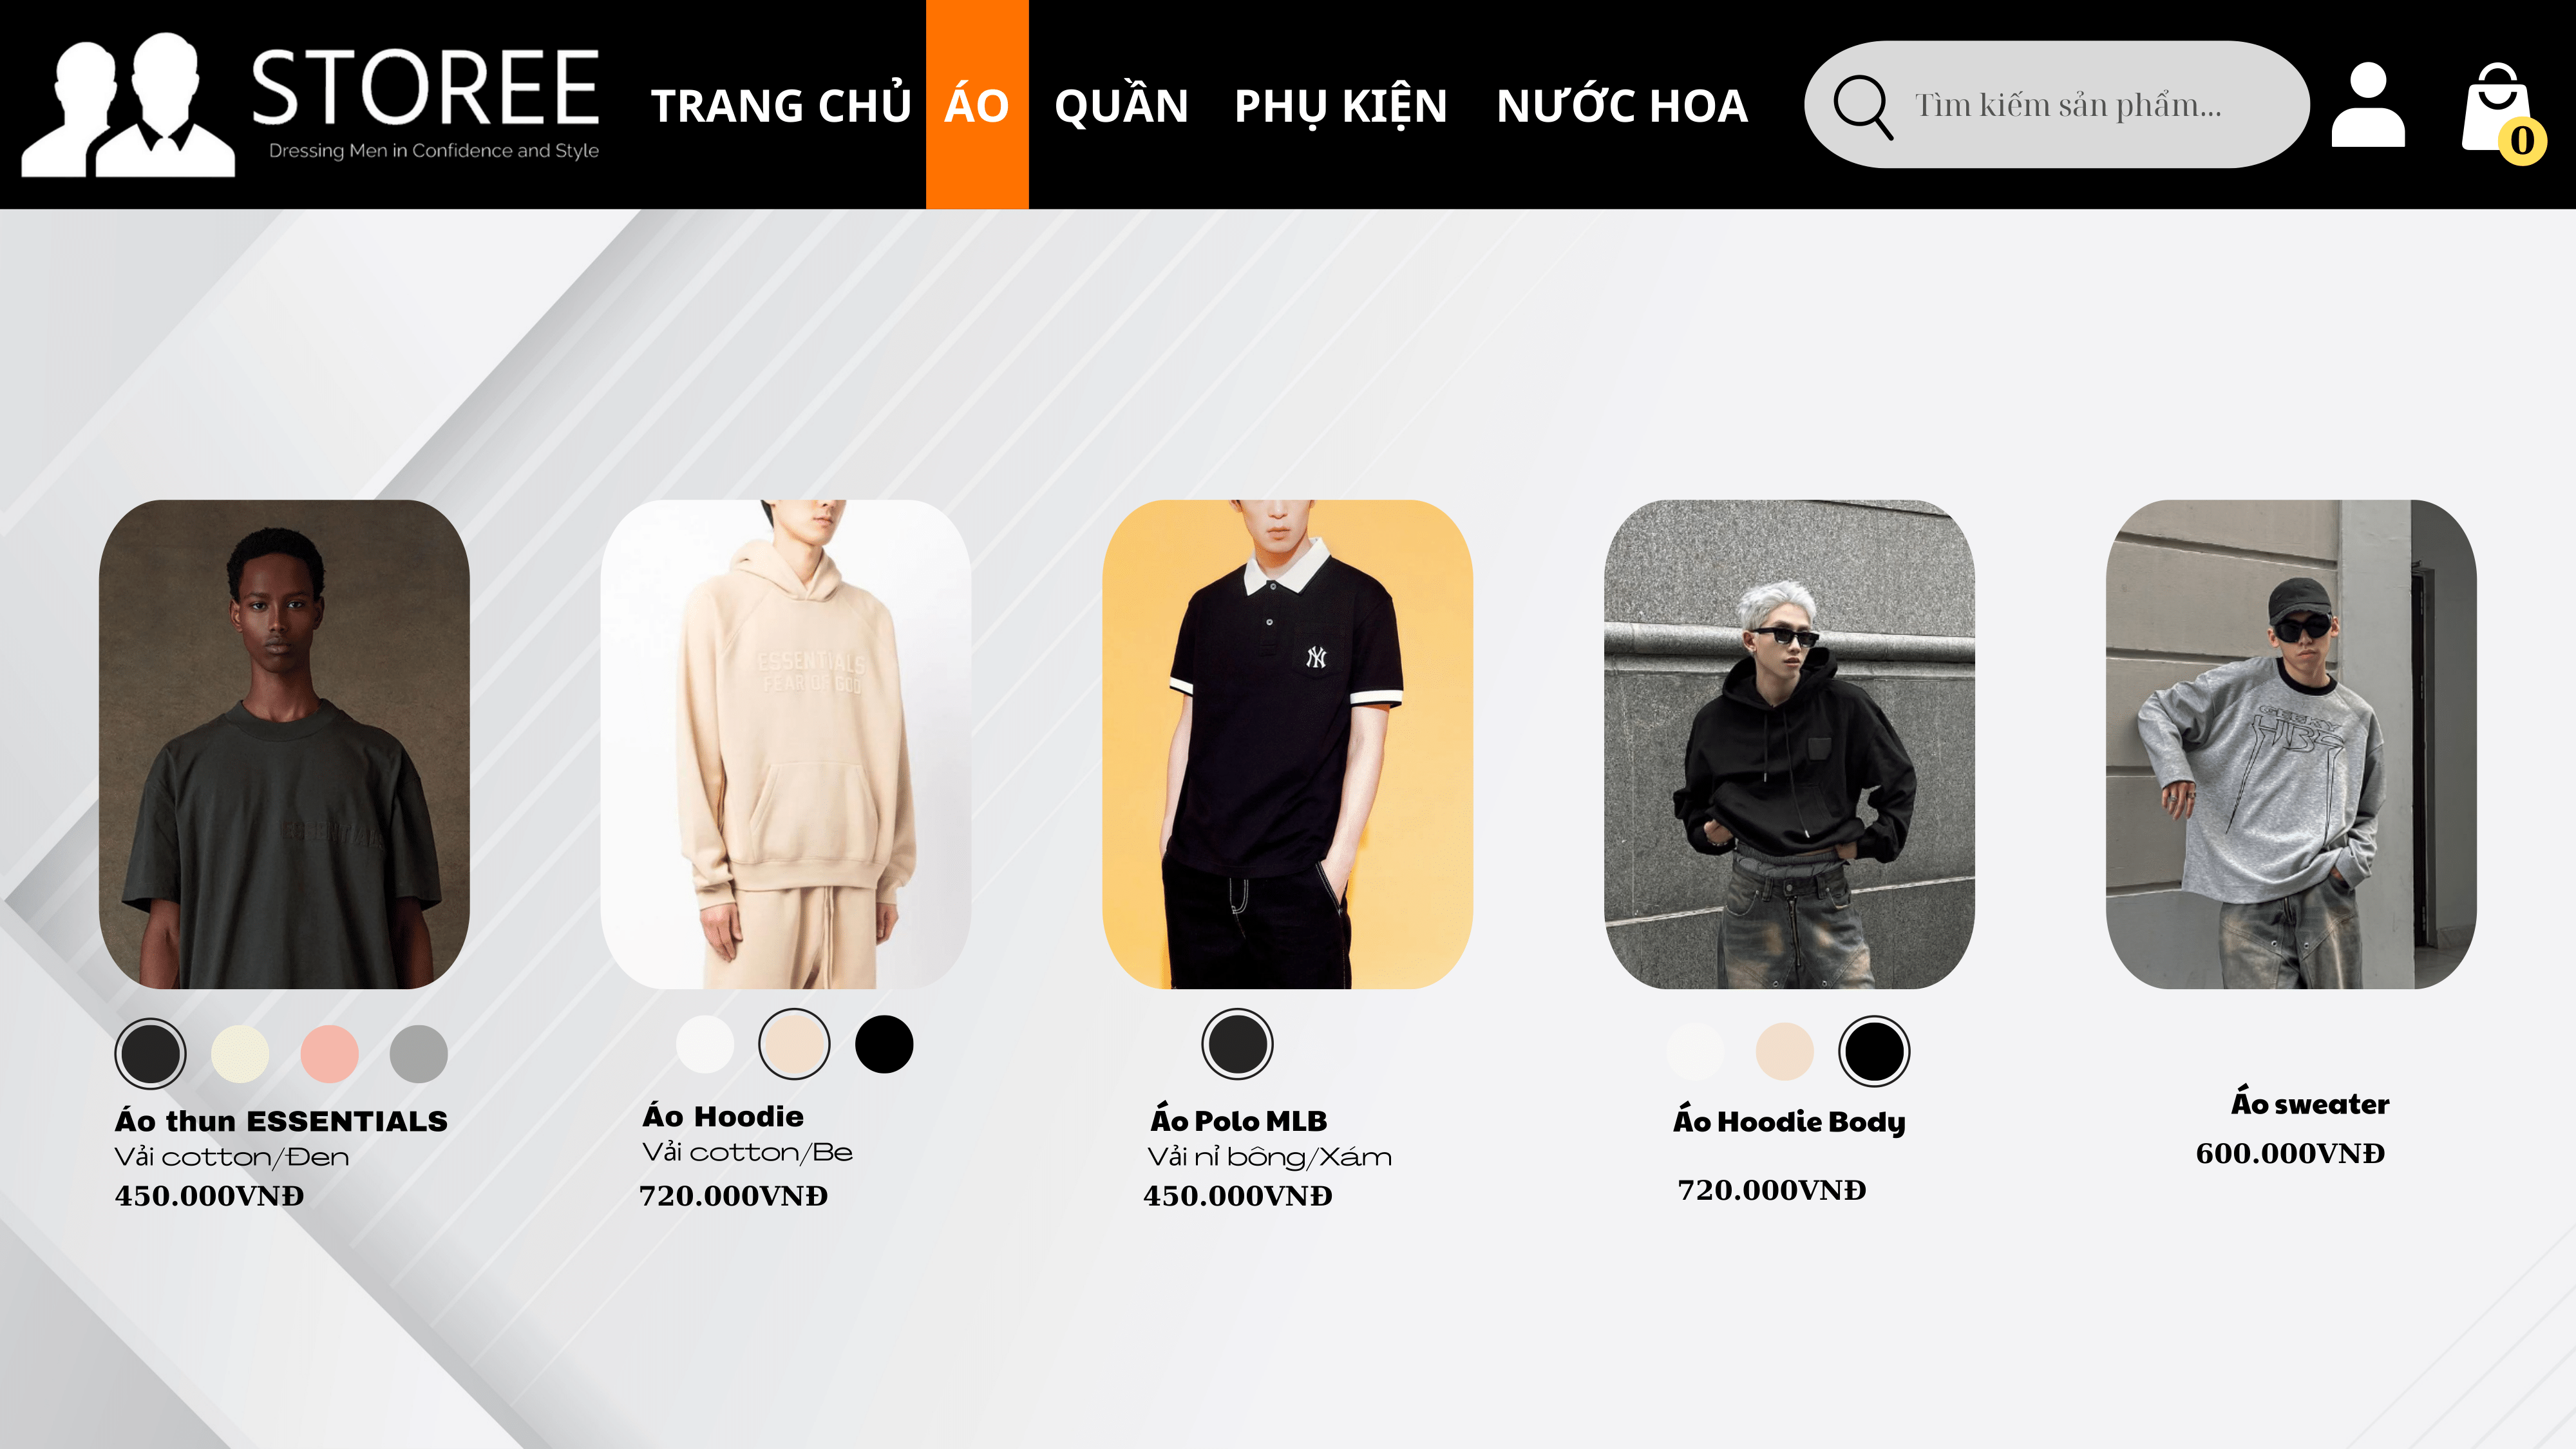 STOREE
Dressing Men in Confidence and Style
TRANG CHỦ
ÁO
QUẦN
PHỤ KIỆN
NƯỚC HOA
Tìm kiếm sản phẩm...
0
ESSENTIALS
ESSENTIALS
FEAR OF GOD
NY
GEEKY
Áo thun ESSENTIALS
Vải cotton/Đen
450.000VNĐ
Áo Hoodie
Vải cotton/Be
720.000VNĐ
Áo Polo MLB
Vải nỉ bông/Xám
450.000VNĐ
Áo Hoodie Body
720.000VNĐ
Áo sweater
600.000VNĐ